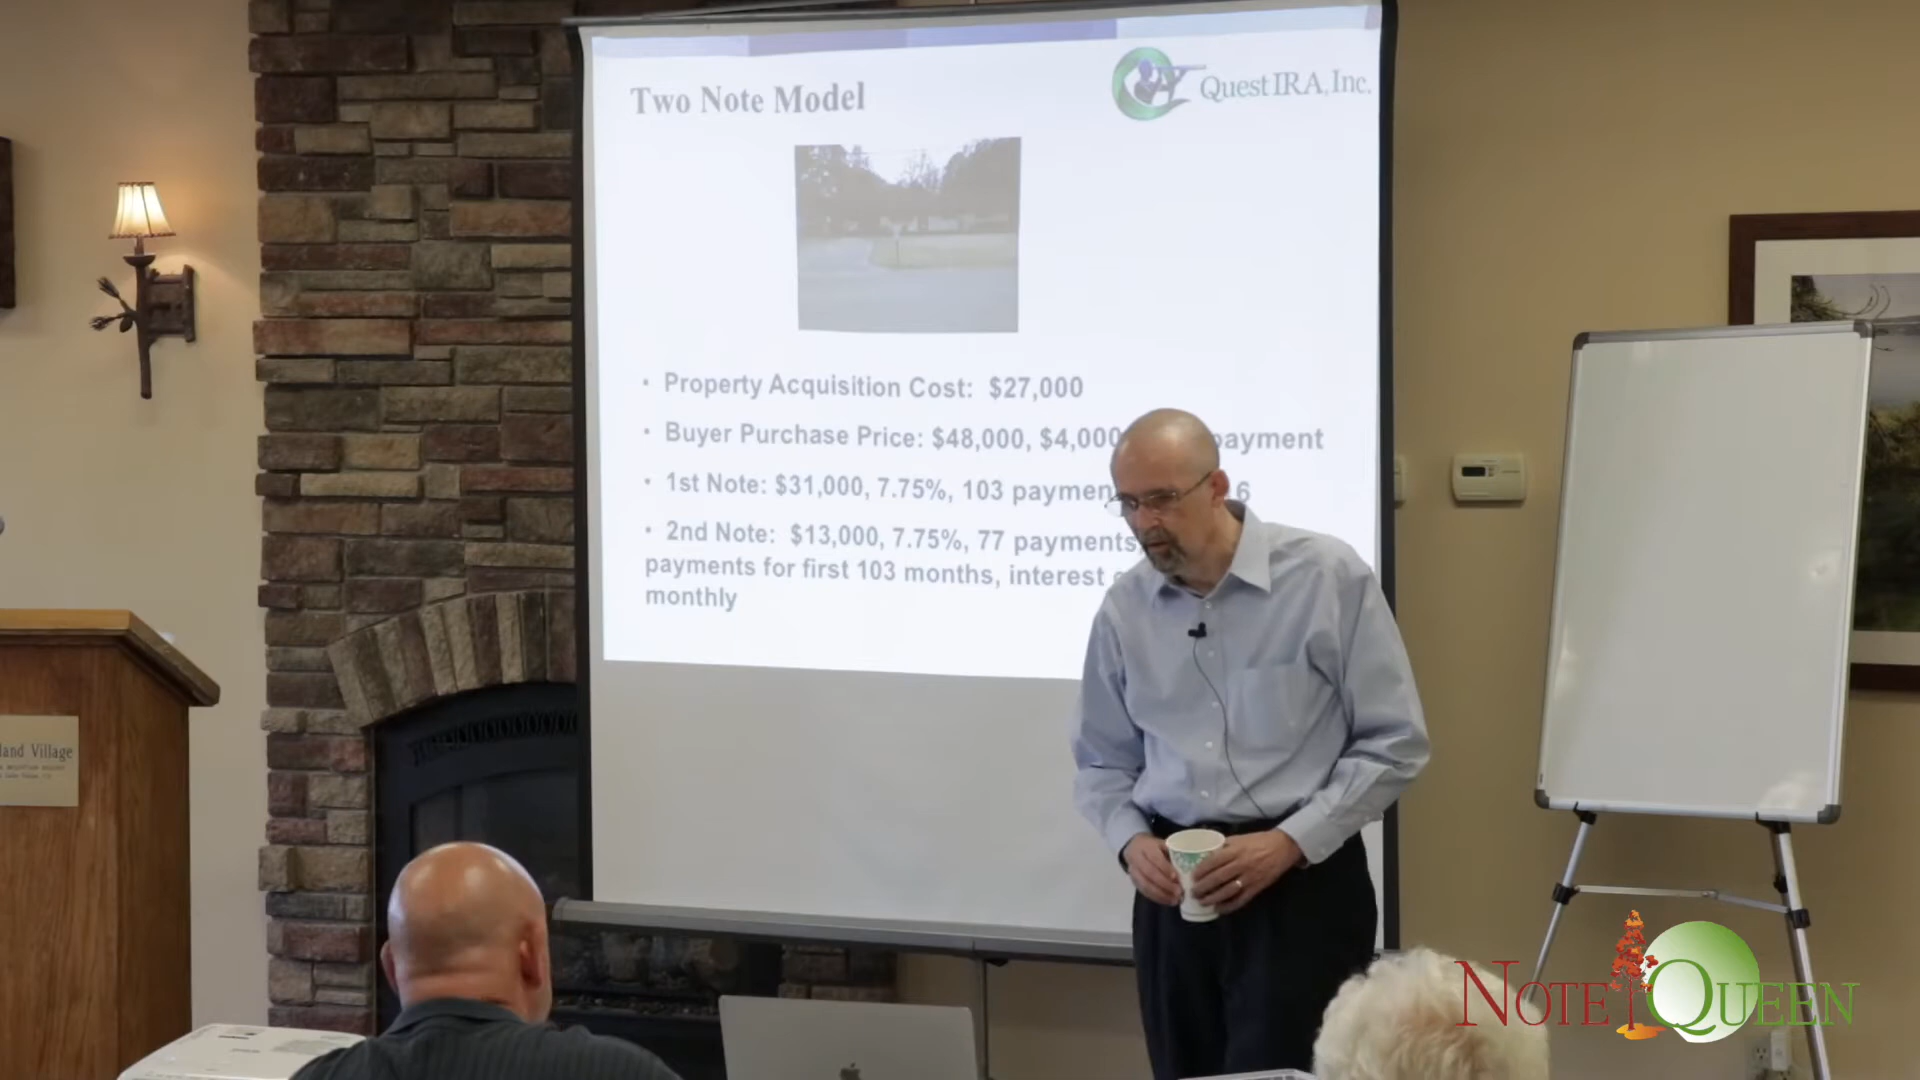 Two Note Model
Quest IRA, Inc.
• Property Acquisition Cost: $27,000
• Buyer Purchase Price: $48,000, $4,000 payment
• 1st Note: $31,000, 7.75%, 103 paymen 6
• 2nd Note: $13,000, 7.75%, 77 payments,
payments for first 103 months, interest
monthly
land Village
NOTE QUEEN